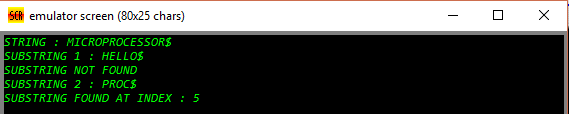 emulator screen (80x25 chars)
STRING : MICROPROCESSOR$
SUBSTRING 1 : HELLO$
SUBSTRING NOT FOUND
SUBSTRING 2 : PROC$
SUBSTRING FOUND AT INDEX : 5